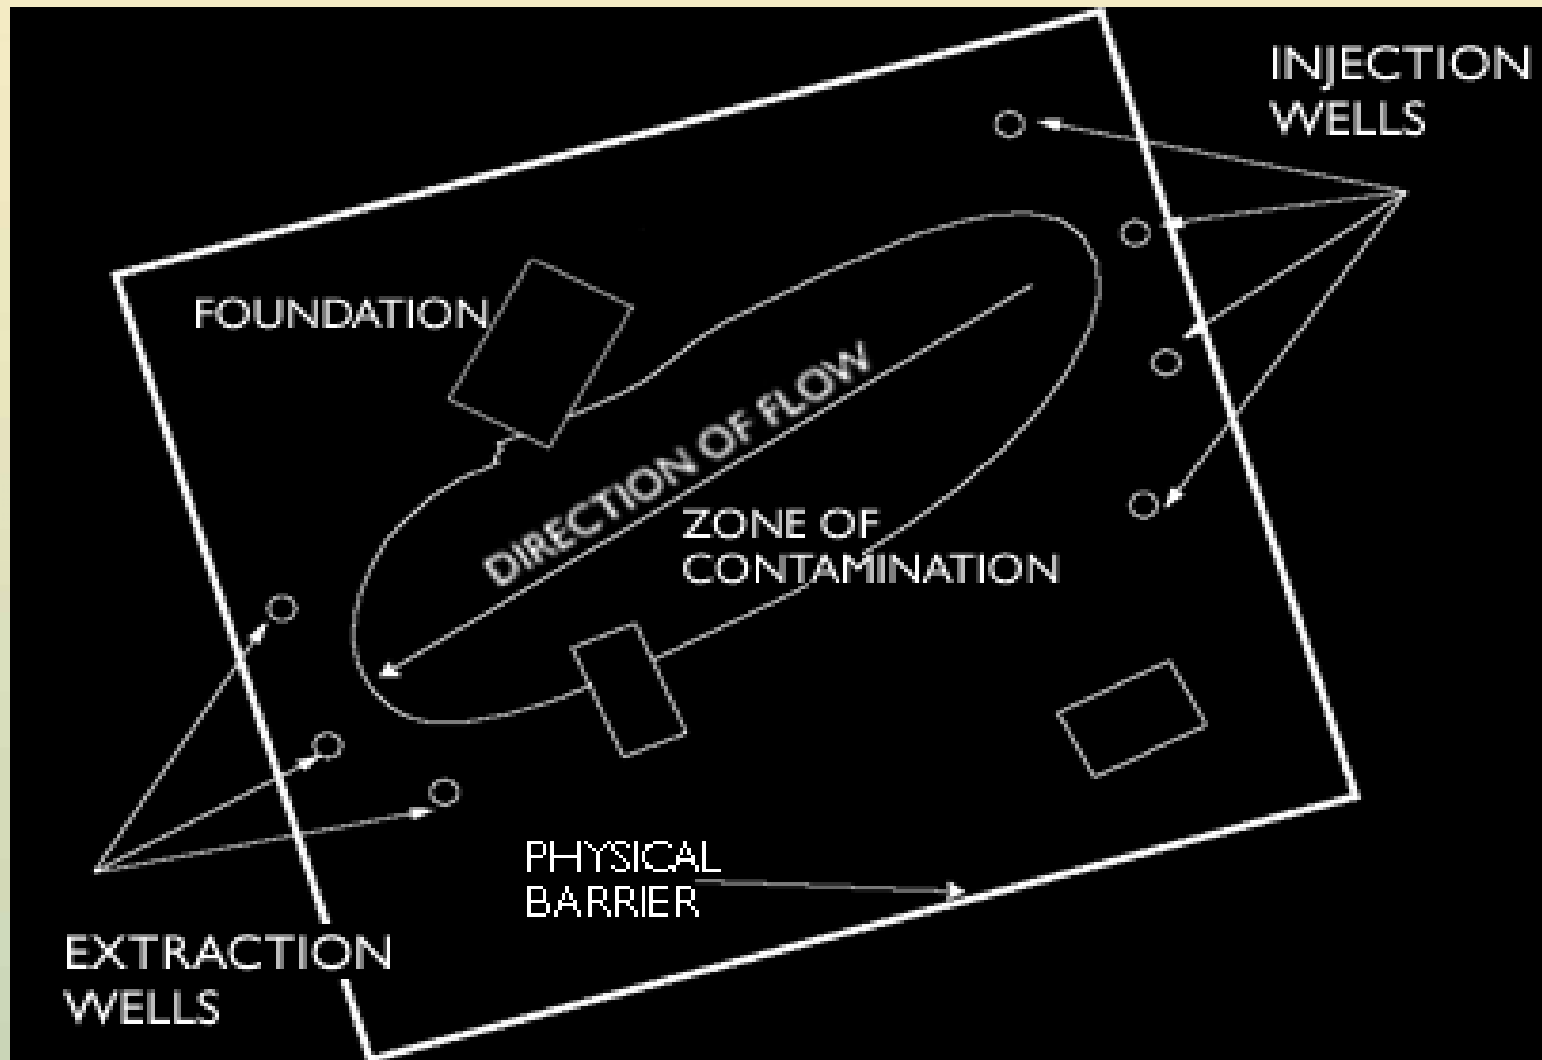 INJECTION
WELLS
FOUNDATION
DIRECTION OF FLOW
ZONE OF
CONTAMINATION
PHYSICAL
BARRIER
EXTRACTION
WELLS